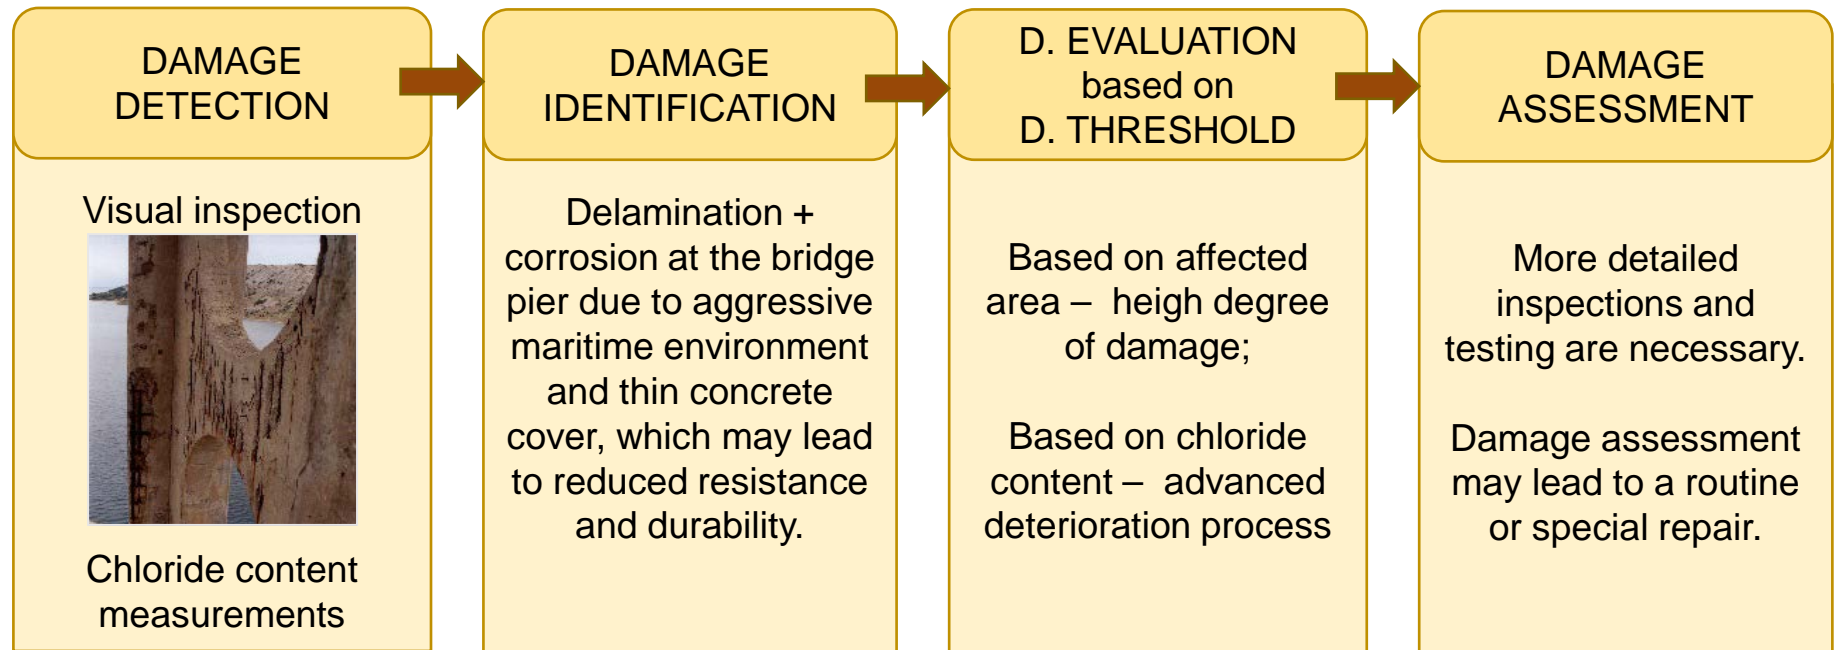 DAMAGE
DETECTION
Visual inspection
Chloride content
measurements
DAMAGE
IDENTIFICATION
Delamination +
corrosion at the bridge
pier due to aggressive
maritime environment
and thin concrete
cover, which may lead
to reduced resistance
and durability.
D. EVALUATION
based on
D. THRESHOLD
Based on affected
area – heigh degree
of damage;
Based on chloride
content – advanced
deterioration process
DAMAGE
ASSESSMENT
More detailed
inspections and
testing are necessary.
Damage assessment
may lead to a routine
or special repair.